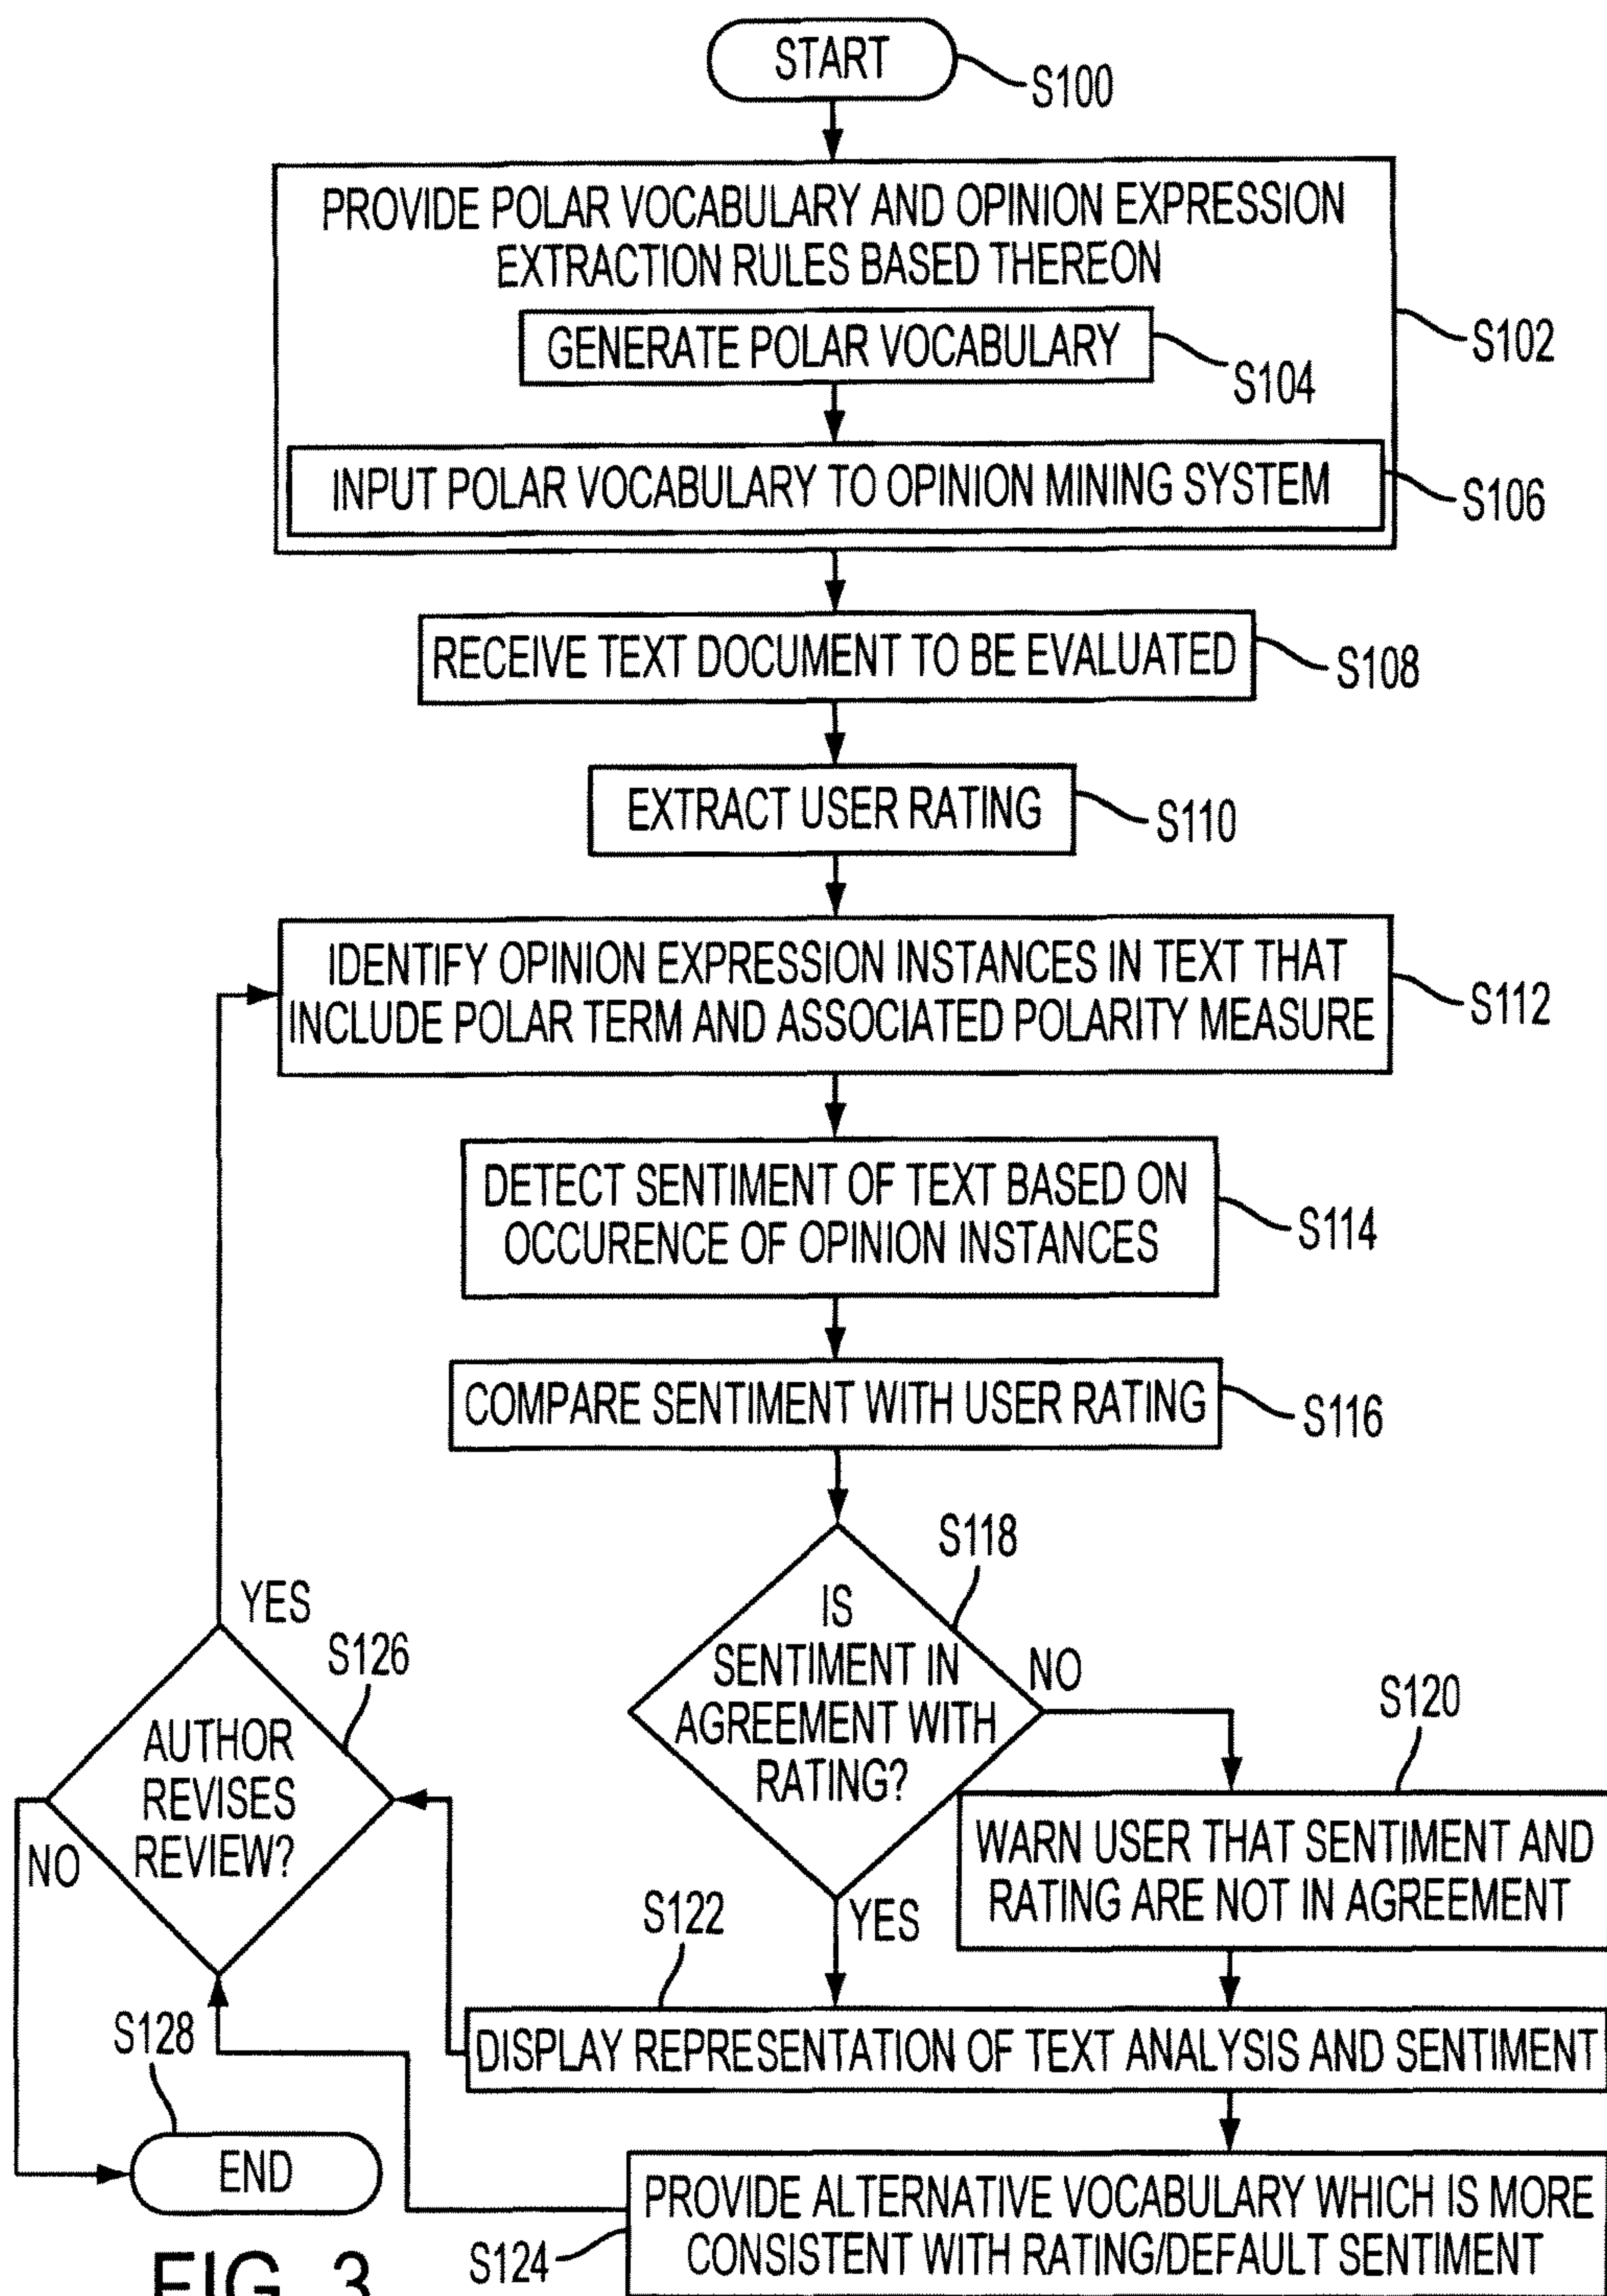 START
S100
PROVIDE POLAR VOCABULARY AND OPINION EXPRESSION
EXTRACTION RULES BASED THEREON
S102
GENERATE POLAR VOCABULARY
S104
INPUT POLAR VOCABULARY TO OPINION MINING SYSTEM
S106
RECEIVE TEXT DOCUMENT TO BE EVALUATED
S108
EXTRACT USER RATING
S110
IDENTIFY OPINION EXPRESSION INSTANCES IN TEXT THAT
INCLUDE POLAR TERM AND ASSOCIATED POLARITY MEASURE
S112
DETECT SENTIMENT OF TEXT BASED ON
OCCURENCE OF OPINION INSTANCES
S114
COMPARE SENTIMENT WITH USER RATING
S116
S118
IS
SENTIMENT IN
AGREEMENT WITH
RATING?
NO
YES
S120
WARN USER THAT SENTIMENT AND
RATING ARE NOT IN AGREEMENT
S122
DISPLAY REPRESENTATION OF TEXT ANALYSIS AND SENTIMENT
PROVIDE ALTERNATIVE VOCABULARY WHICH IS MORE
CONSISTENT WITH RATING/DEFAULT SENTIMENT
S124
YES
S126
AUTHOR
REVISES
REVIEW?
NO
S128
END
FIG. 3